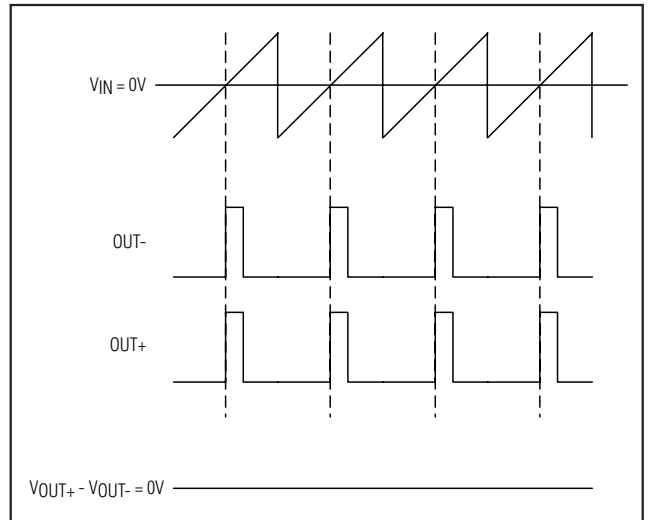 VIN = 0V
OUT-
OUT+
VOUT+ - VOUT- = 0V